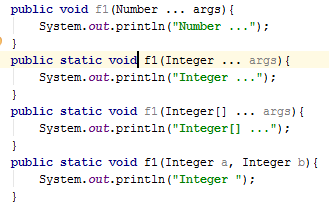 public void f1(Number ... args){
    System.out.println("Number ...");
}
public static void f1(Integer ... args){
    System.out.println("Integer ...");
}
public static void f1(Integer[] ... args){
    System.out.println("Integer[] ...");
}
public static void f1(Integer a, Integer b){
    System.out.println("Integer ");
}